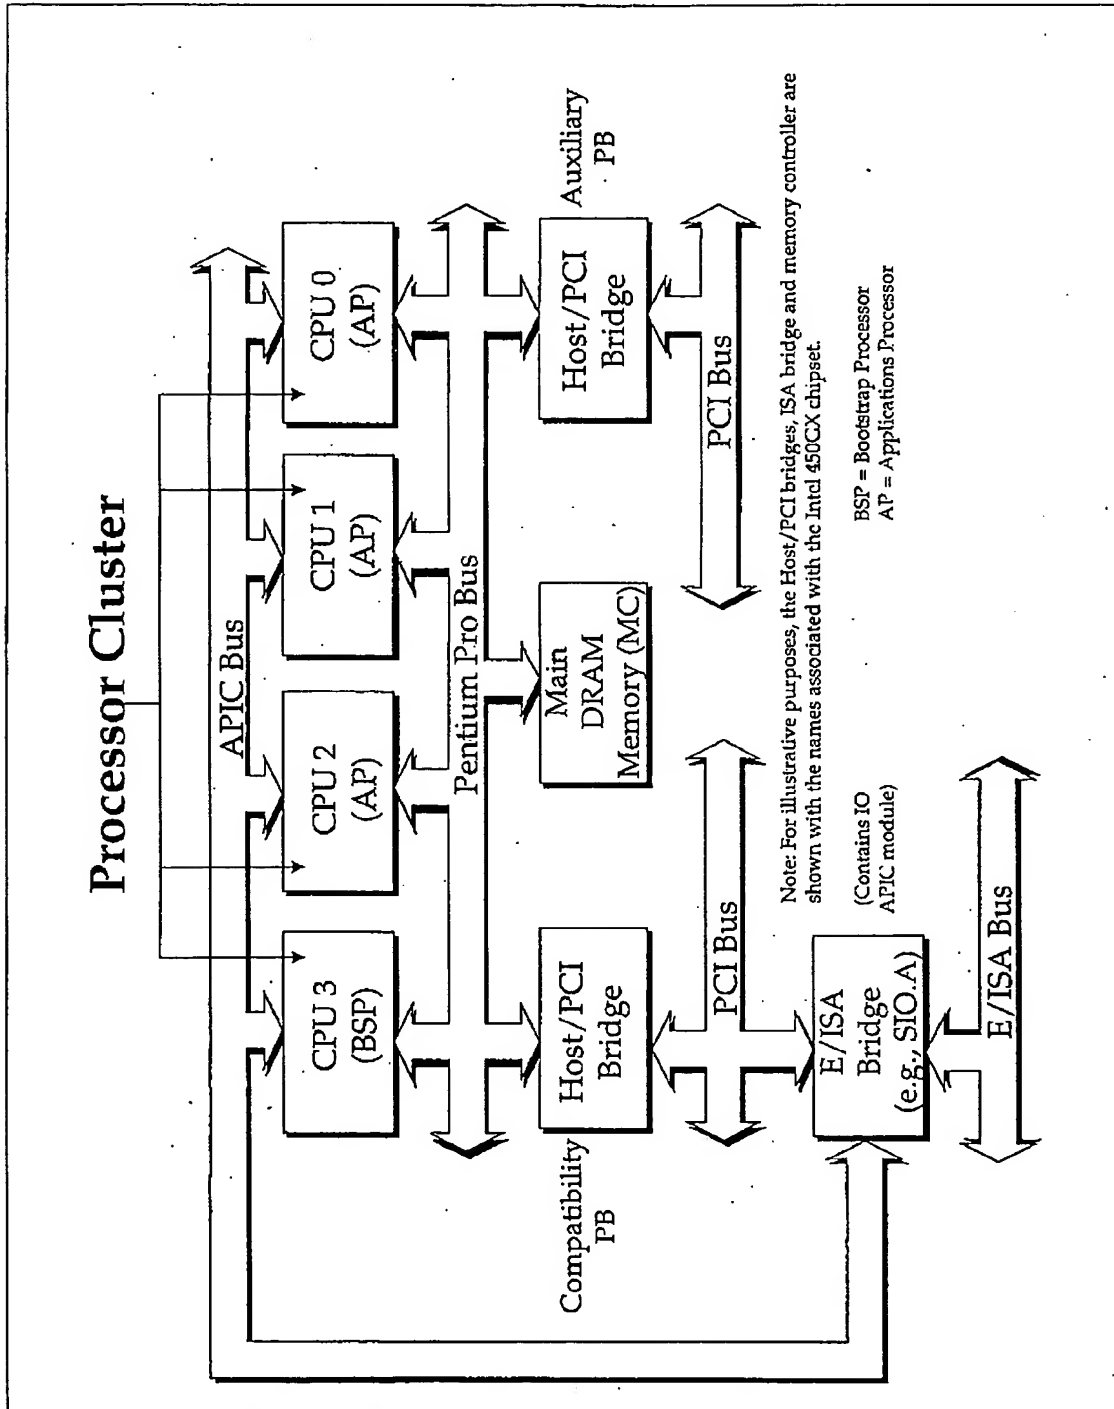 Processor Cluster
APIC Bus
CPU 3
(BSP)
CPU 2
(AP)
CPU 1
(AP)
CPU 0
(AP)
Pentium Pro Bus
Compatibility
PB
Host/PCI
Bridge
Main
DRAM
Memory (MC)
Host/PCI
Bridge
Auxiliary
PB
PCI Bus
PCI Bus
Note: For illustrative purposes, the Host/PCI bridges, ISA bridge and memory controller are
shown with the names associated with the Intel 450GX chipset.
E/ISA
Bridge
(e.g., SIO.A)
(Contains IO
APIC module)
BSP = Bootstrap Processor
AP = Applications Processor
E/ISA Bus